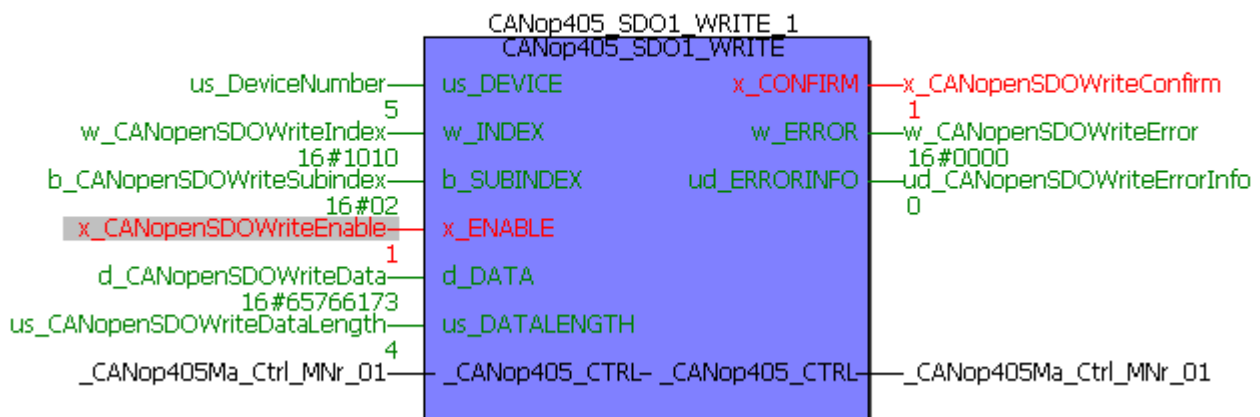 CANop405_SDO1_WRITE_1
CANop405_SDO1_WRITE
us_DeviceNumber us_DEVICE x_CONFIRM x_CANopenSDOWriteConfirm
5 1
w_CANopenSDOWriteIndex w_INDEX w_ERROR w_CANopenSDOWriteError
16#1010 16#0000
b_CANopenSDOWriteSubindex b_SUBINDEX ud_ERRORINFO ud_CANopenSDOWriteErrorInfo
16#02 0
x_CANopenSDOWriteEnable x_ENABLE
1
d_CANopenSDOWriteData d_DATA
16#65766173
us_CANopenSDOWriteDataLength us_DATALENGTH
4
_CANop405Ma_Ctrl_MNr_01 _CANop405_CTRL _CANop405_CTRL _CANop405Ma_Ctrl_MNr_01